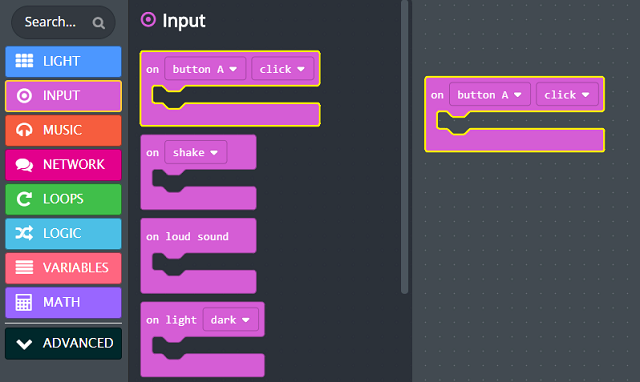 Search...
LIGHT
INPUT
MUSIC
NETWORK
LOOPS
LOGIC
VARIABLES
MATH
ADVANCED
Input
on button A click
on shake
on loud sound
on light dark
on button A click